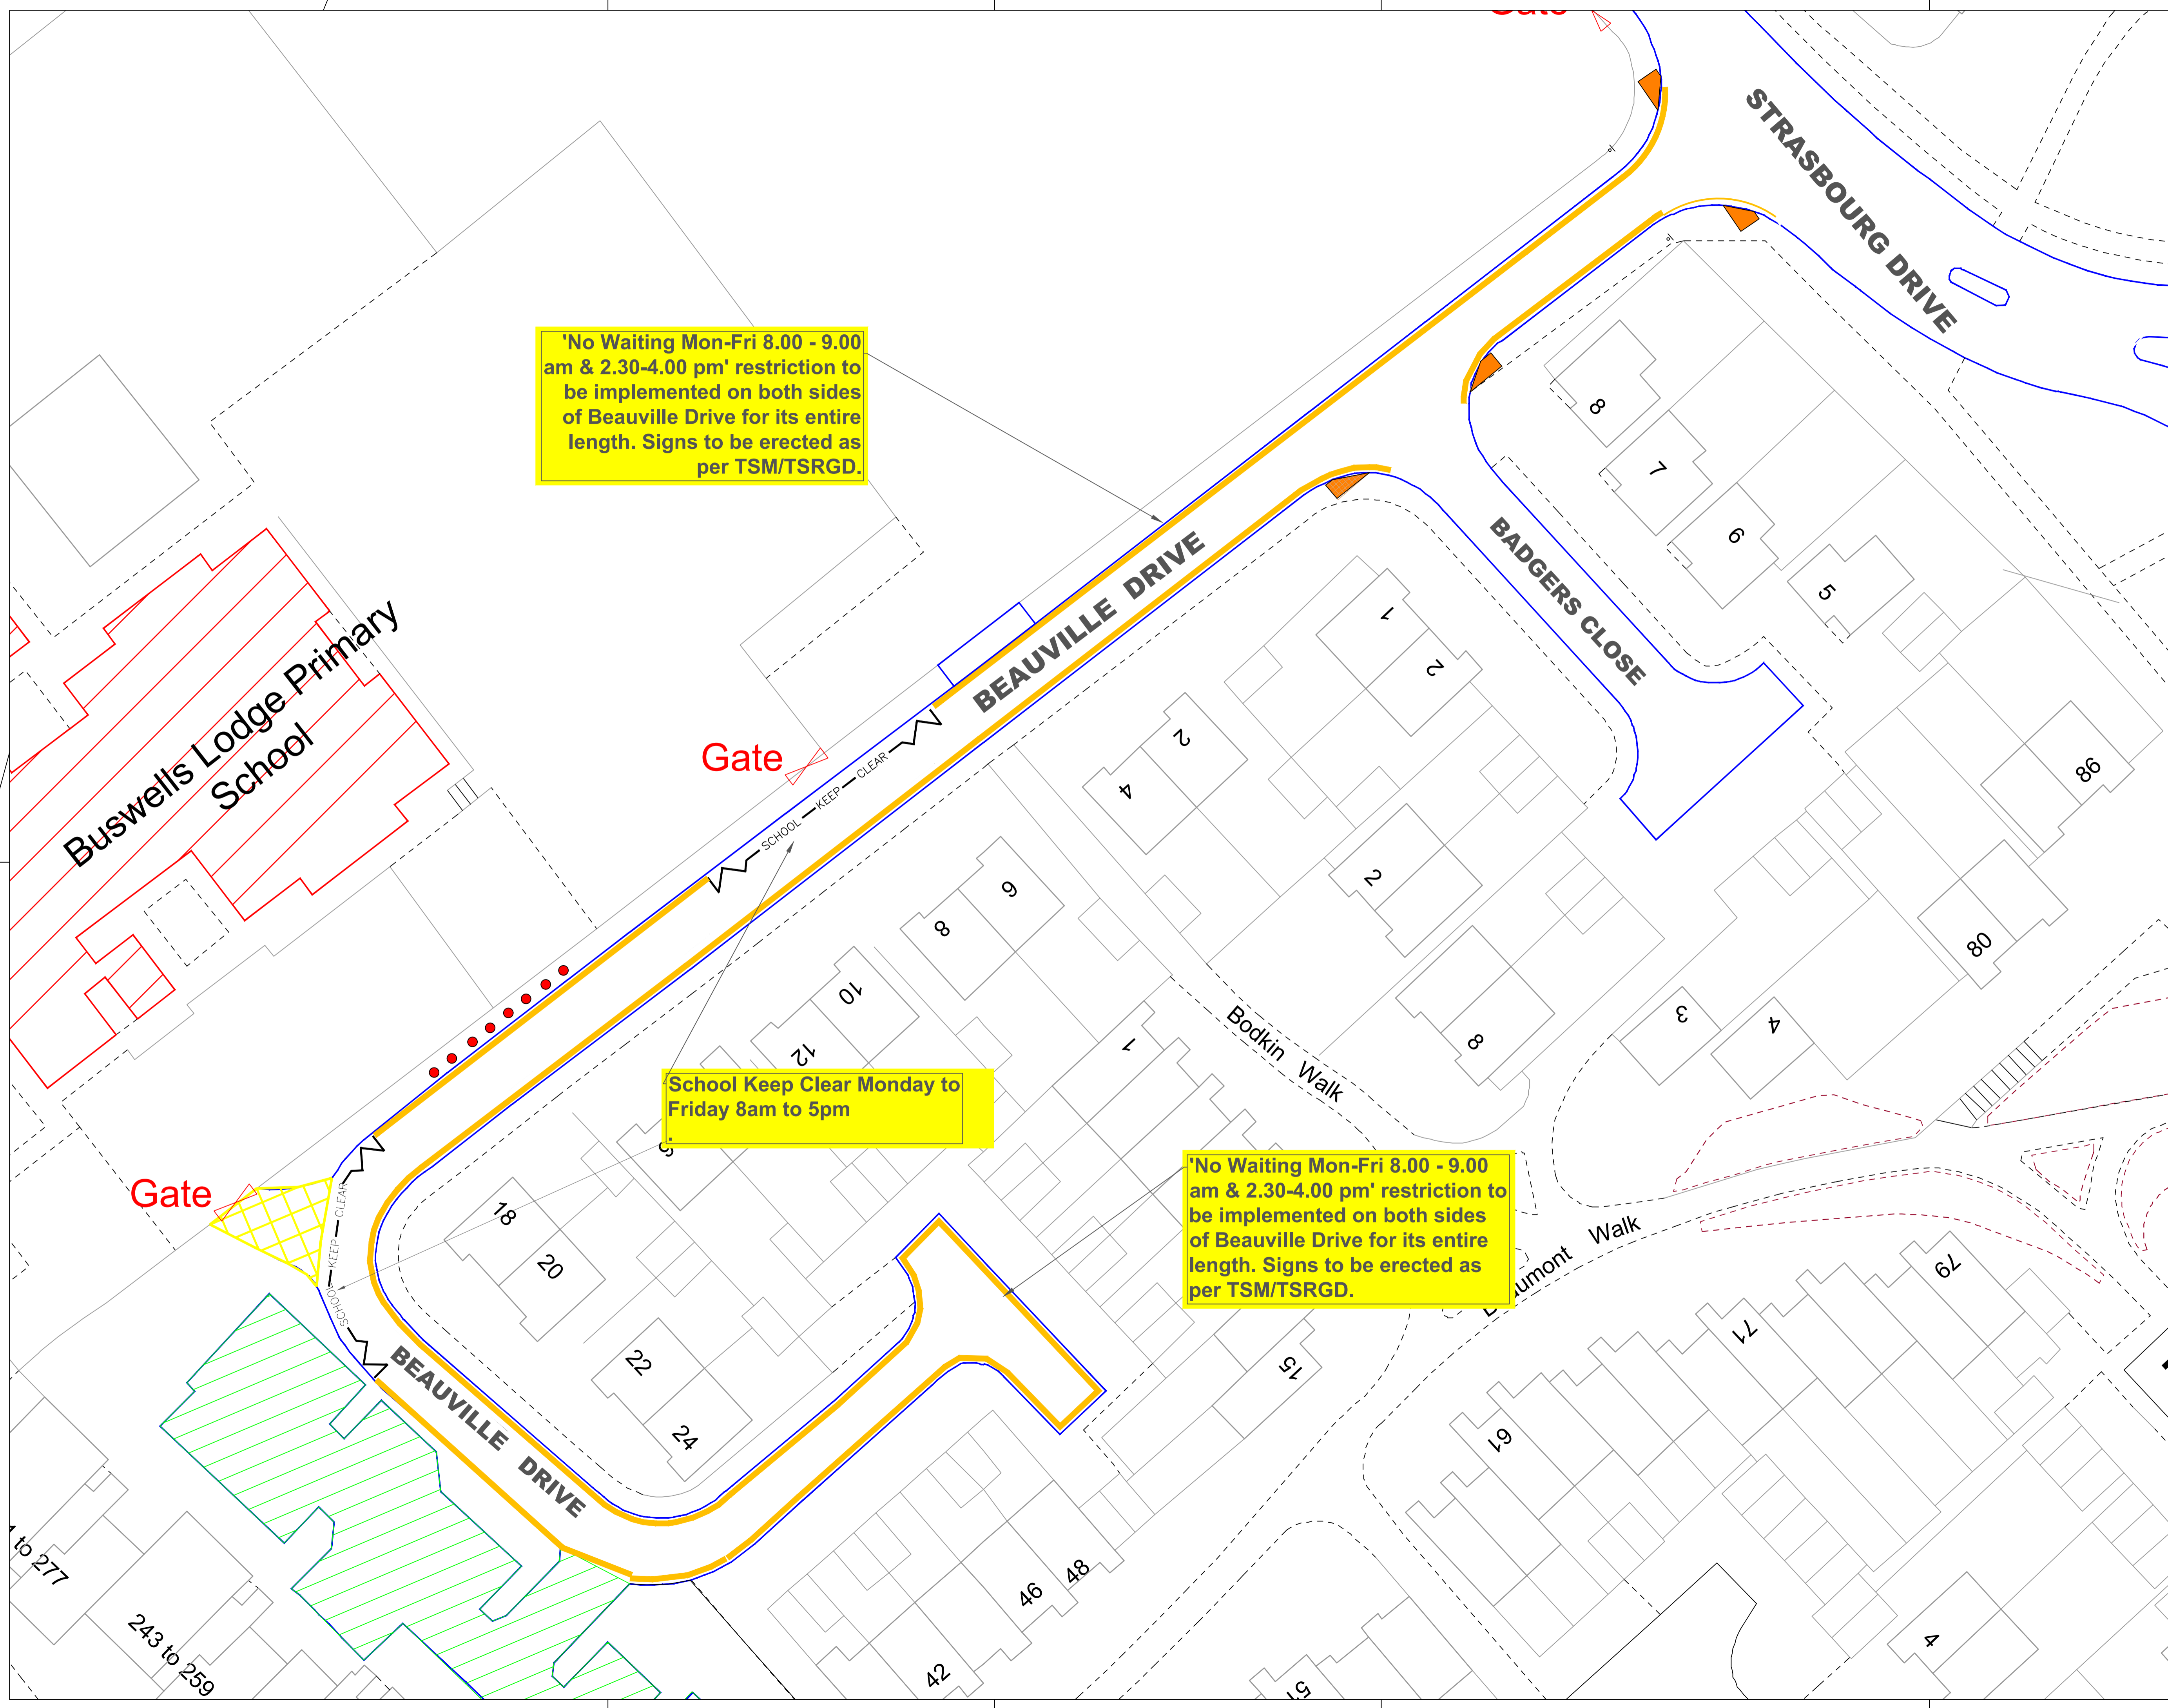 Gate
STRASBOURG DRIVE
'No Waiting Mon-Fri 8.00 - 9.00
am & 2.30-4.00 pm' restriction to
be implemented on both sides
of Beauville Drive for its entire
length. Signs to be erected as
per TSM/TSRGD.
8
7
6
5
BADGERS CLOSE
BEAUVILLE DRIVE
Buswells Lodge Primary
School
Gate
SCHOOL KEEP CLEAR
1
2
2
4
2
8
98
80
6
8
10
12
1
3
4
Bodkin Walk
School Keep Clear Monday to
Friday 8am to 5pm
.
'No Waiting Mon-Fri 8.00 - 9.00
am & 2.30-4.00 pm' restriction to
be implemented on both sides
of Beauville Drive for its entire
length. Signs to be erected as
per TSM/TSRGD.
Gate
SCHOOL KEEP CLEAR
18
20
22
24
Walk
79
71
61
15
BEAUVILLE DRIVE
46
48
42
4
to 277
243 to 259